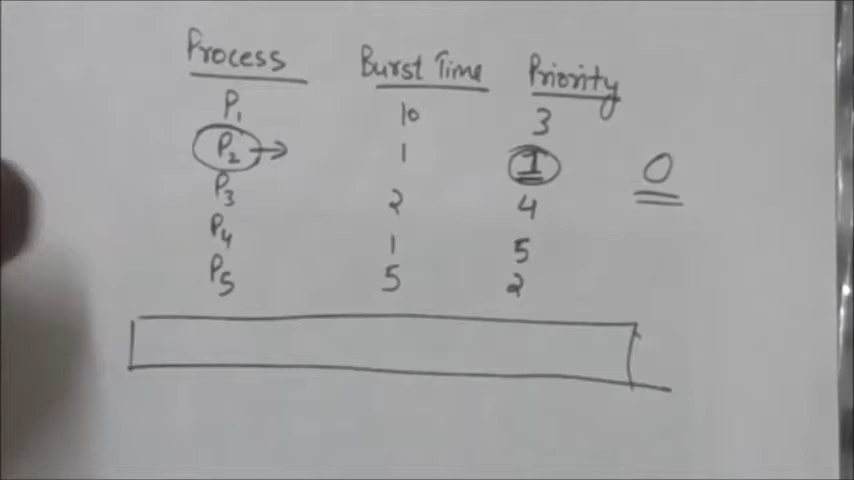 Process Burst Time Priority
P1 10 3
P2 → 1 1 0
P3 2 4
P4 1 5
P5 5 2